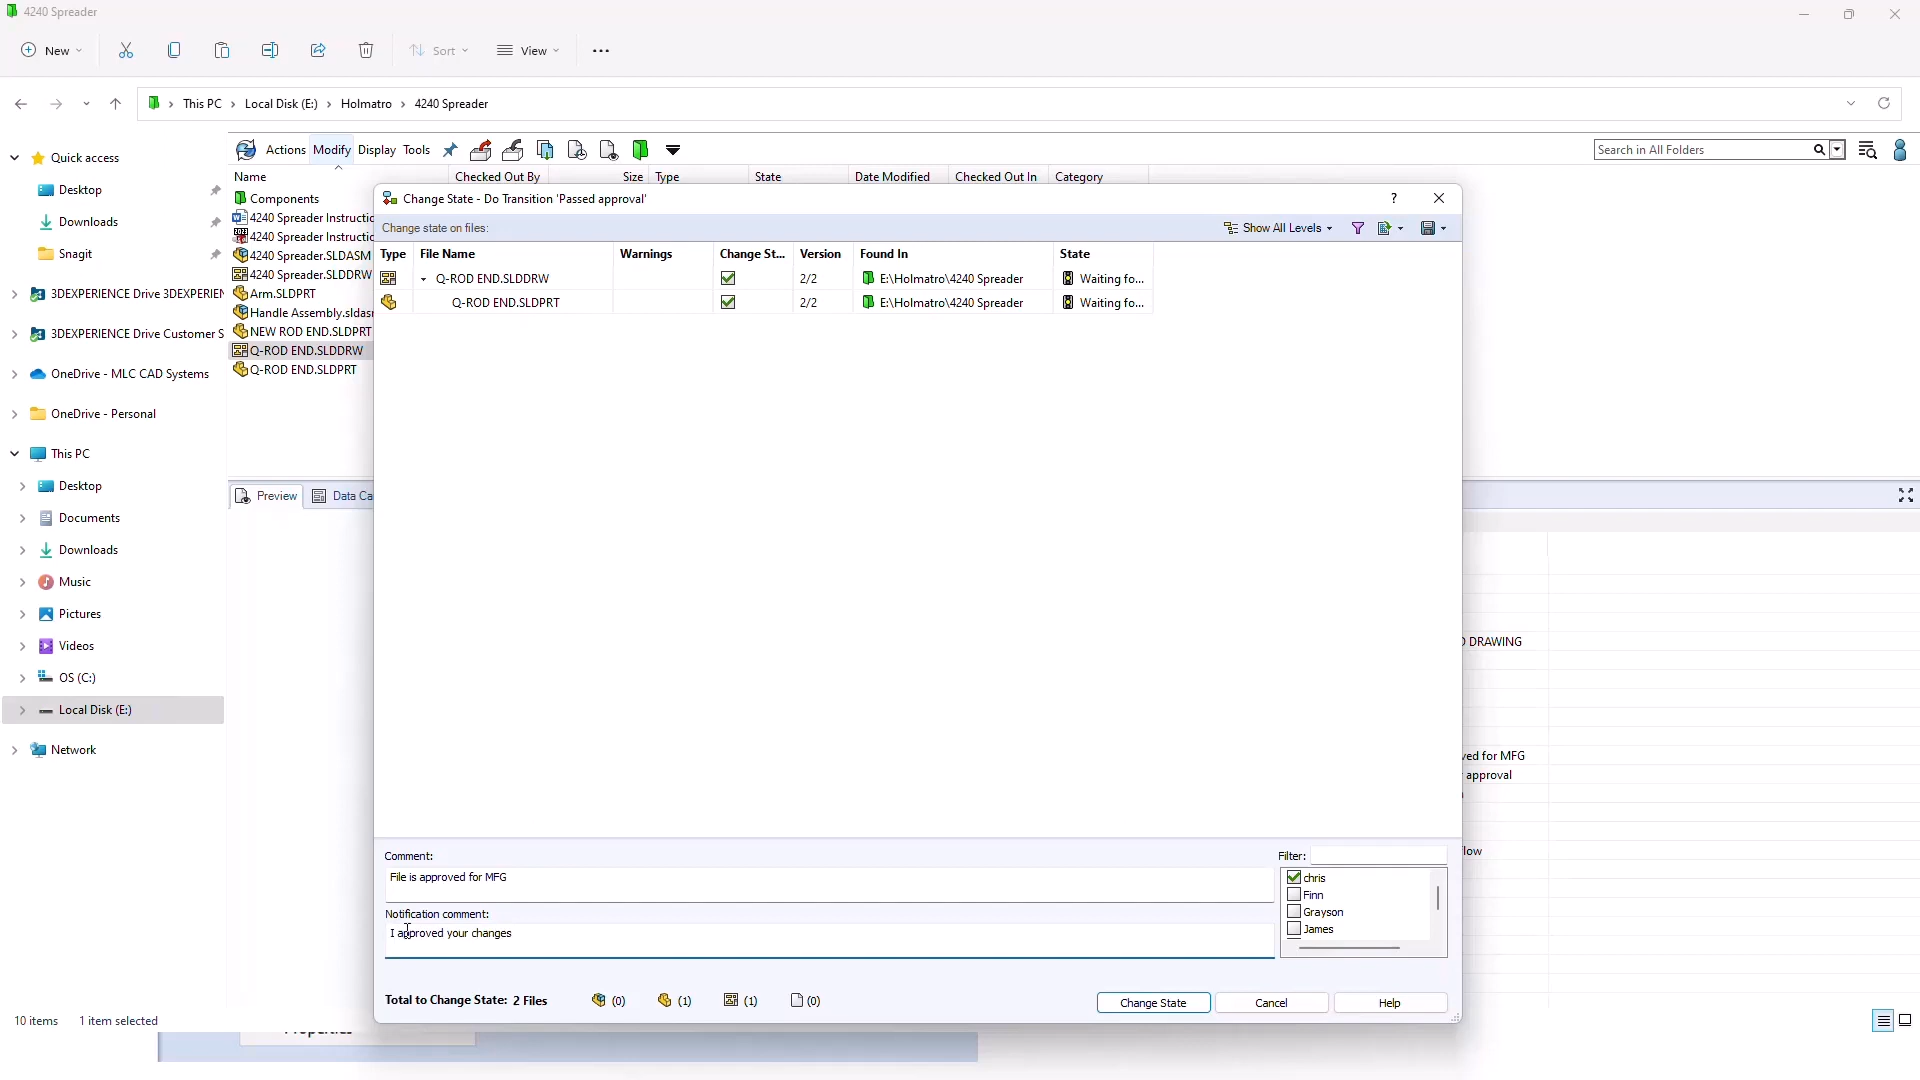 4240 Spreader
New
Sort
View
This PC > Local Disk (E:) > Holmatro > 4240 Spreader
Quick access
Desktop
Downloads
Snagit
3DEXPERIENCE Drive 3DEXPERIEN
3DEXPERIENCE Drive Customer S
OneDrive - MLC CAD Systems
OneDrive - Personal
This PC
Desktop
Documents
Downloads
Music
Pictures
Videos
OS (C:)
Local Disk (E:)
Network
10 items 1 item selected
Actions Modify Display Tools
Search in All Folders
Name Checked Out By Size Type State Date Modified Checked Out In Category
Components
4240 Spreader Instructio
4240 Spreader Instructio
4240 Spreader.SLDASM
4240 Spreader.SLDDRW
Arm.SLDPRT
Handle Assembly.sldasm
NEW ROD END.SLDPRT
Q-ROD END.SLDDRW
Q-ROD END.SLDPRT
Preview Data Ca
Change State - Do Transition 'Passed approval'
?
Change state on files:
Show All Levels
Type File Name Warnings Change St... Version Found In State
Q-ROD END.SLDDRW 2/2 E:\Holmatro\4240 Spreader Waiting fo...
Q-ROD END.SLDPRT 2/2 E:\Holmatro\4240 Spreader Waiting fo...
DRAWING
ved for MFG
approval
low
Comment:
File is approved for MFG
Notification comment:
I approved your changes
Filter:
chris
Finn
Grayson
James
Total to Change State: 2 Files (0) (1) (1) (0)
Change State Cancel Help